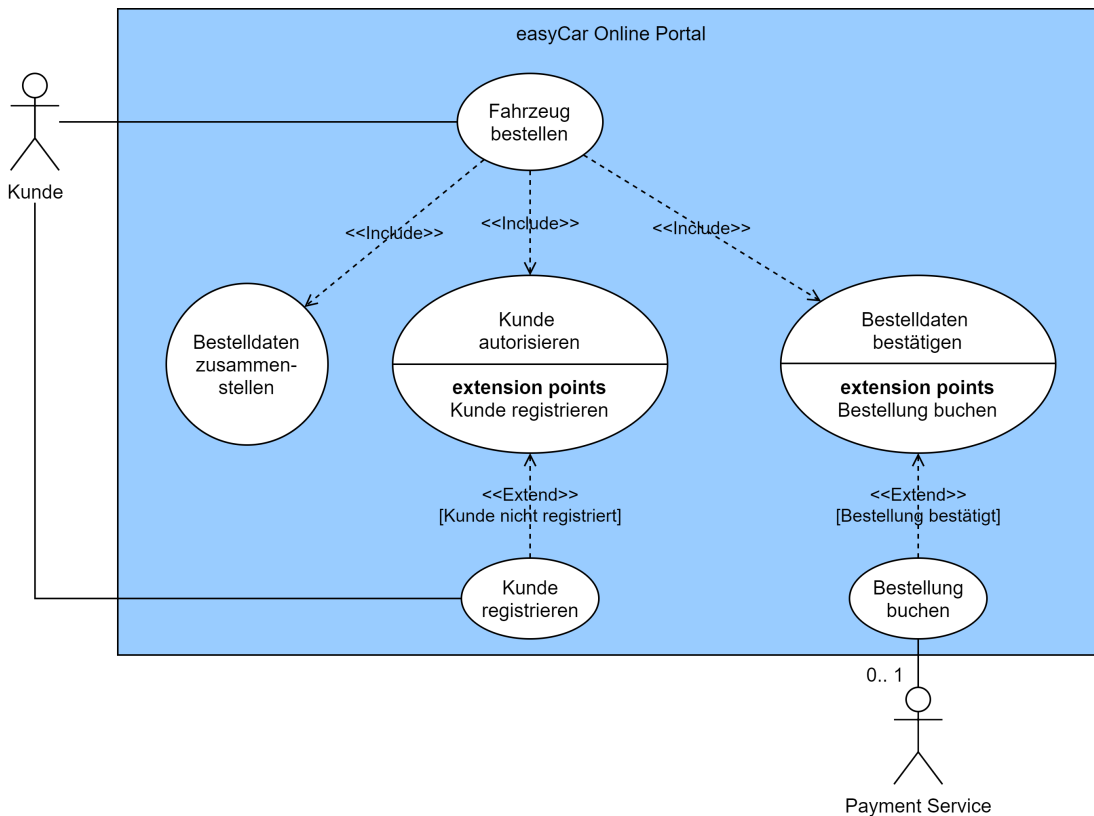 easyCar Online Portal
Kunde
Fahrzeug
bestellen
<<Include>>
<<Include>>
<<Include>>
Bestelldaten
zusammen-
stellen
Kunde
autorisieren
extension points
Kunde registrieren
Bestelldaten
bestätigen
extension points
Bestellung buchen
<<Extend>>
[Kunde nicht registriert]
<<Extend>>
[Bestellung bestätigt]
Kunde
registrieren
Bestellung
buchen
0.. 1
Payment Service